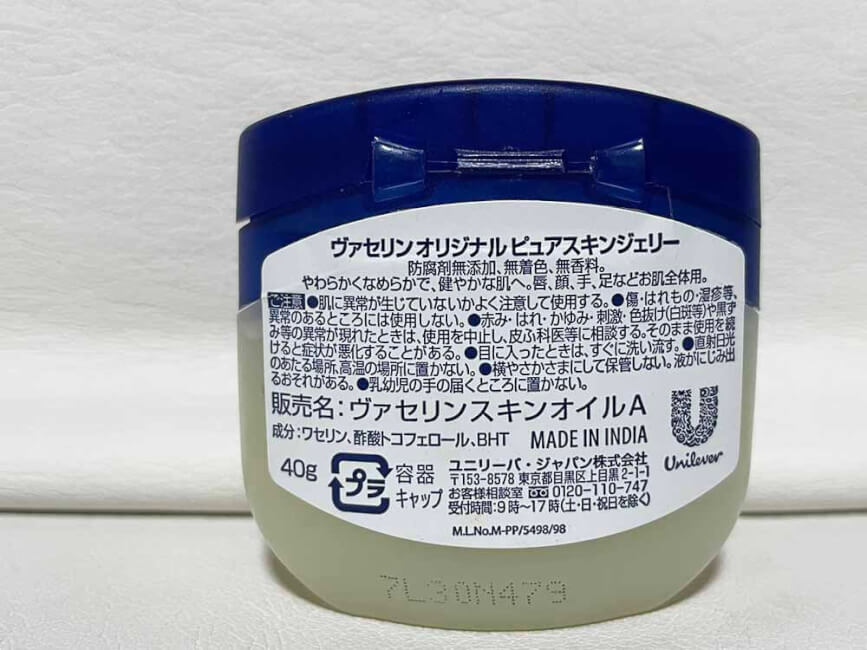 ヴァセリン オリジナル ピュアスキンジェリー
防腐剤無添加、無着色、無香料。
やわらかくなめらかで、健やかな肌へ。唇、顔、手、足などお肌全体用。
ご注意 ●肌に異常が生じていないかよく注意して使用する。●傷・はれもの・湿疹等、
異常のあるところには使用しない。●赤み・はれ・かゆみ・刺激・色抜け(白斑等)や黒ず
み等の異常が現れたときは、使用を中止し、皮ふ科医等に相談する。そのまま使用を続
けると症状が悪化することがある。●目に入ったときは、すぐに洗い流す。●直射日光
のあたる場所、高温の場所に置かない。●横やさかさまにして保管しない。液がにじみ出
るおそれがある。●乳幼児の手の届くところに置かない。
販売名：ヴァセリンスキンオイルA
成分：ワセリン、酢酸トコフェロール、BHT MADE IN INDIA
Unilever
40g プラ 容器 キャップ
ユニリーバ・ジャパン株式会社
〒153-8578 東京都目黒区上目黒2-1-1
お客様相談室 0120-110-747
受付時間：9時～17時(土・日・祝日を除く)
M.L.No.M-PP/5498/98
7L30N479